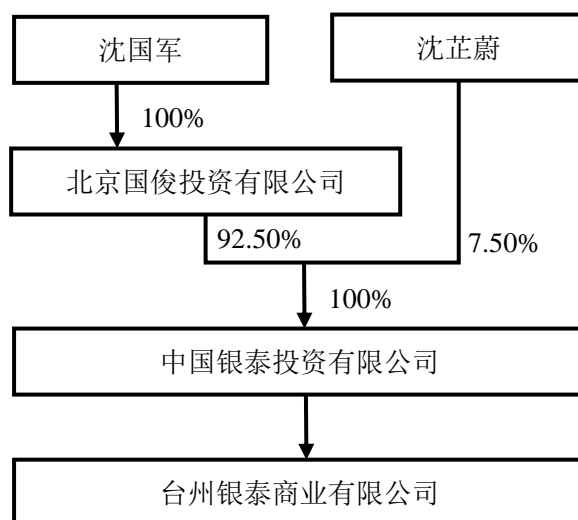 沈国军
沈芷蔚
100%
北京国俊投资有限公司
92.50%
7.50%
100%
中国银泰投资有限公司
台州银泰商业有限公司